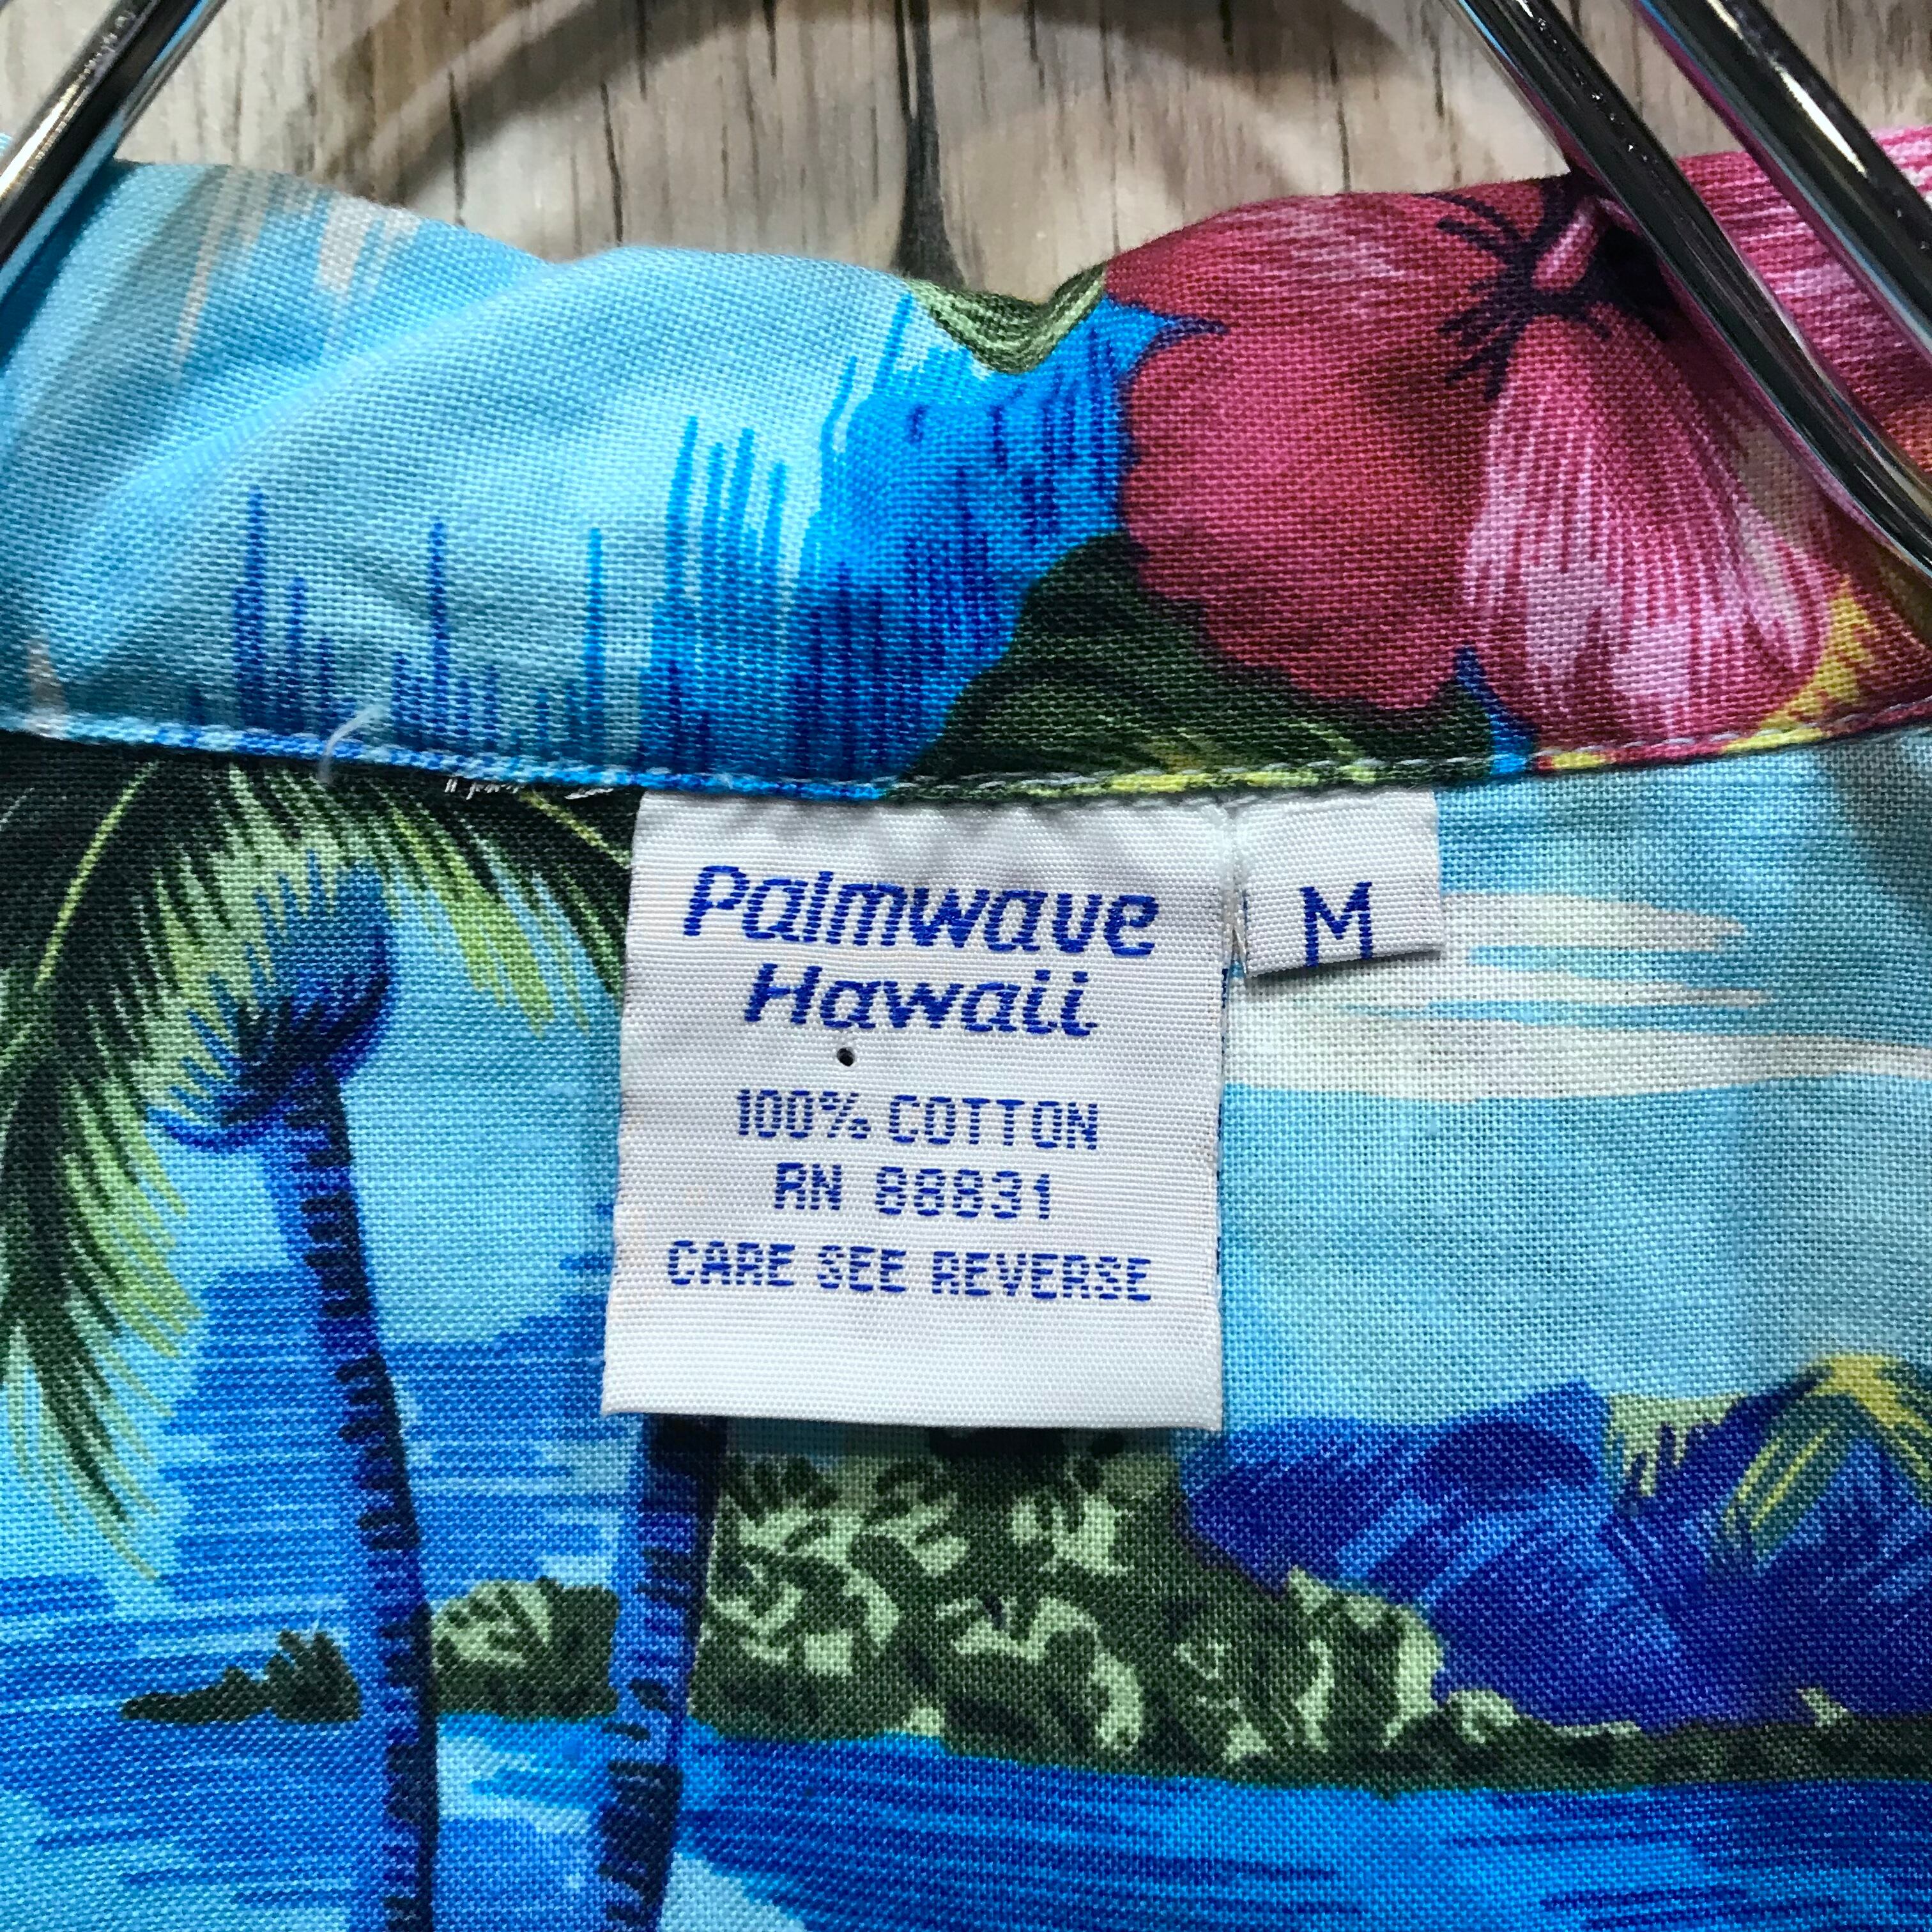 Palmwave
Hawaii
100% COTTON
RN 88831
CARE SEE REVERSE
M